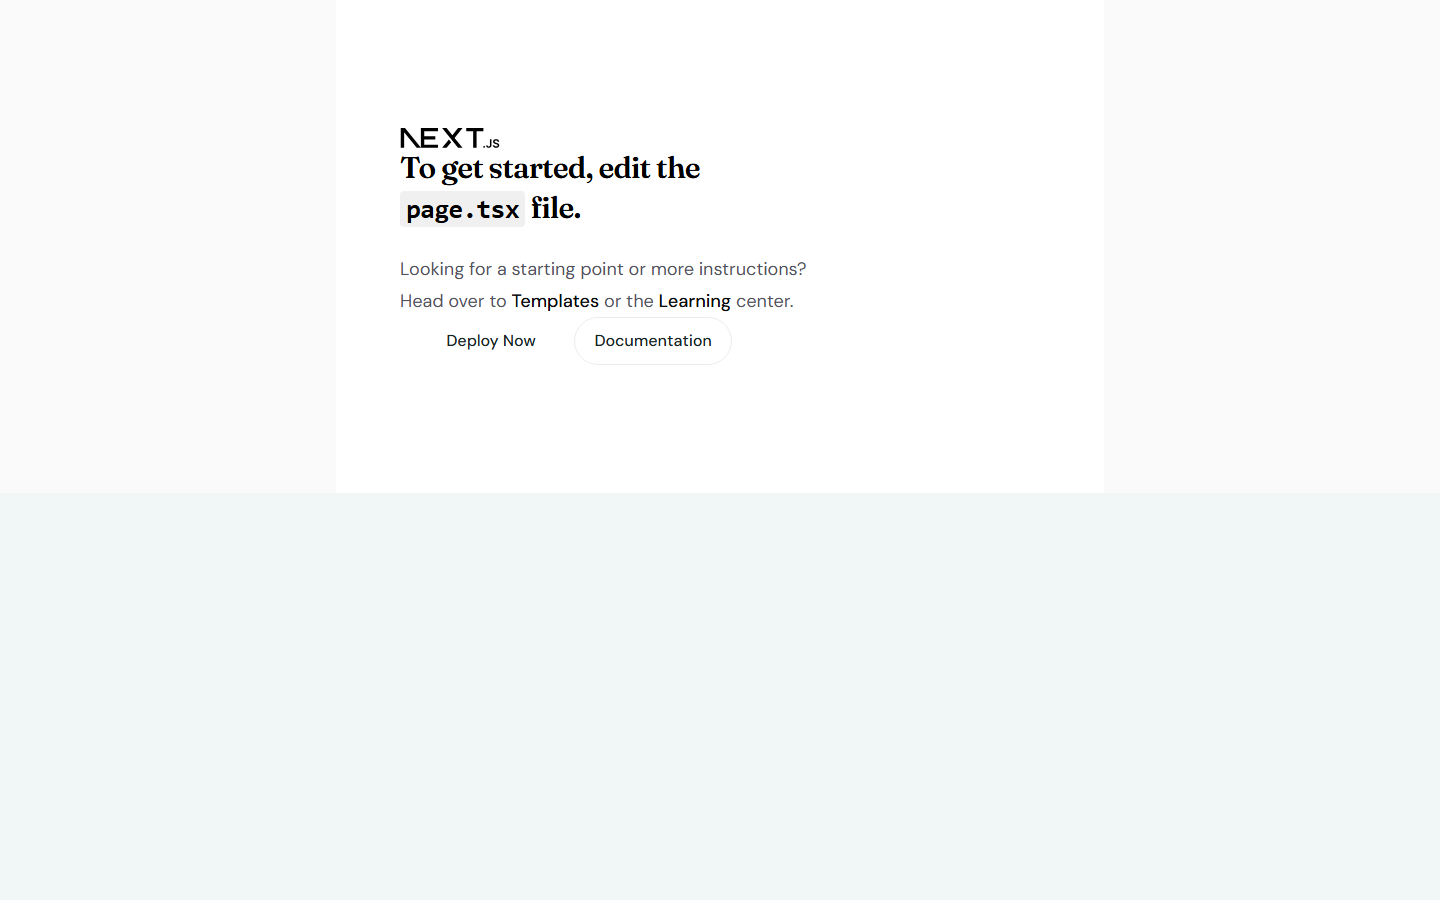 NEXT.JS
To get started, edit the
page.tsx file.
Looking for a starting point or more instructions?
Head over to Templates or the Learning center.
Deploy Now Documentation